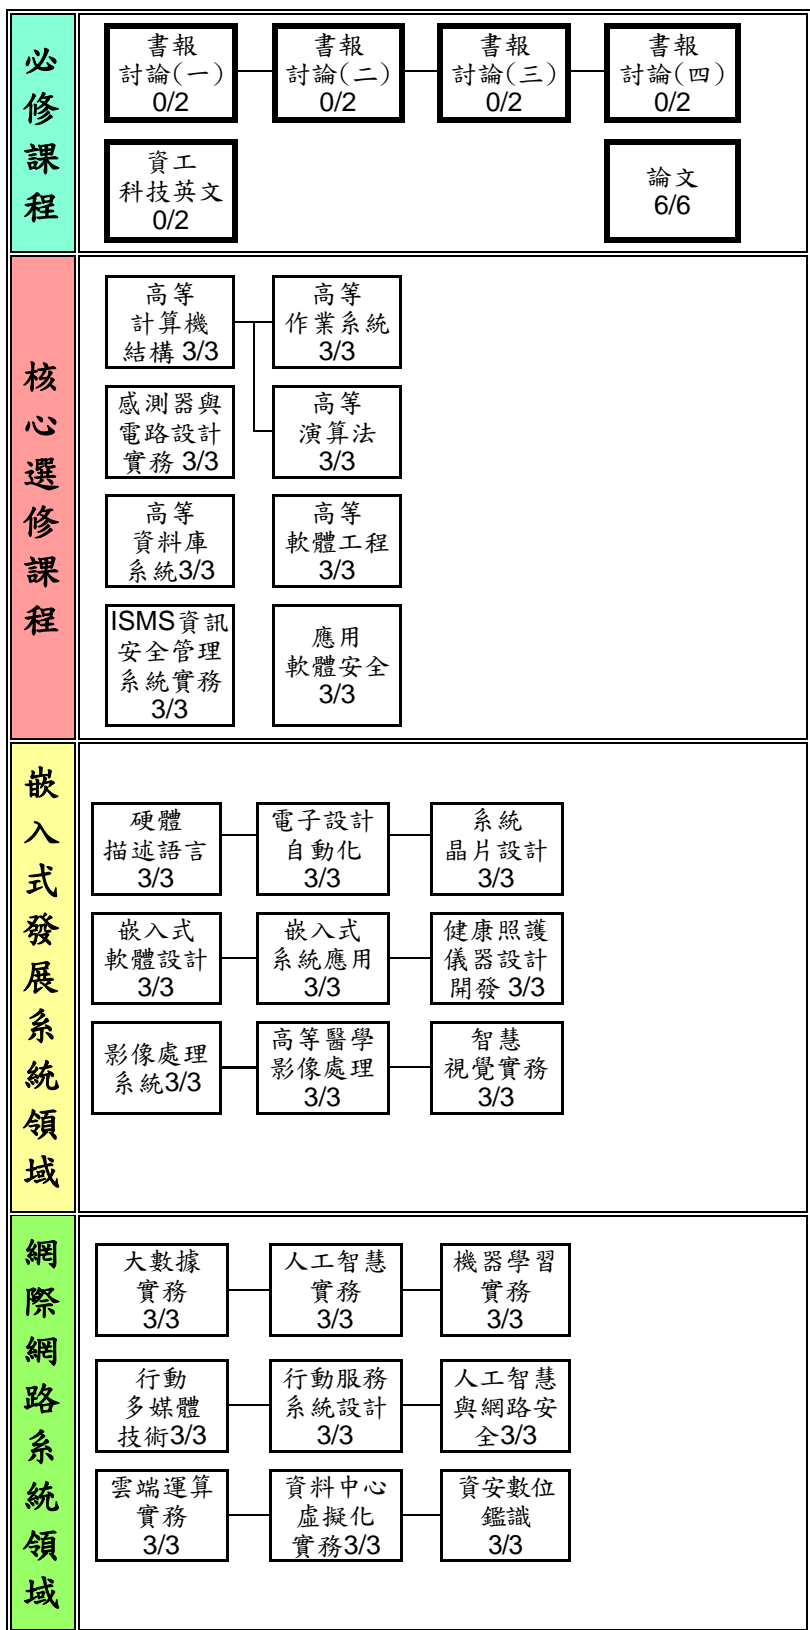 必修課程
書報
討論(一)
0/2
書報
討論(二)
0/2
書報
討論(三)
0/2
書報
討論(四)
0/2
資工
科技英文
0/2
論文
6/6
核心選修課程
高等
計算機
結構 3/3
高等
作業系統
3/3
感測器與
電路設計
實務 3/3
高等
演算法
3/3
高等
資料庫
系統3/3
高等
軟體工程
3/3
ISMS資訊
安全管理
系統實務
3/3
應用
軟體安全
3/3
嵌入式發展系統領域
硬體
描述語言
3/3
電子設計
自動化
3/3
系統
晶片設計
3/3
嵌入式
軟體設計
3/3
嵌入式
系統應用
3/3
健康照護
儀器設計
開發 3/3
影像處理
系統3/3
高等醫學
影像處理
3/3
智慧
視覺實務
3/3
網際網路系統領域
大數據
實務
3/3
人工智慧
實務
3/3
機器學習
實務
3/3
行動
多媒體
技術3/3
行動服務
系統設計
3/3
人工智慧
與網路安
全3/3
雲端運算
實務
3/3
資料中心
虛擬化
實務3/3
資安數位
鑑識
3/3